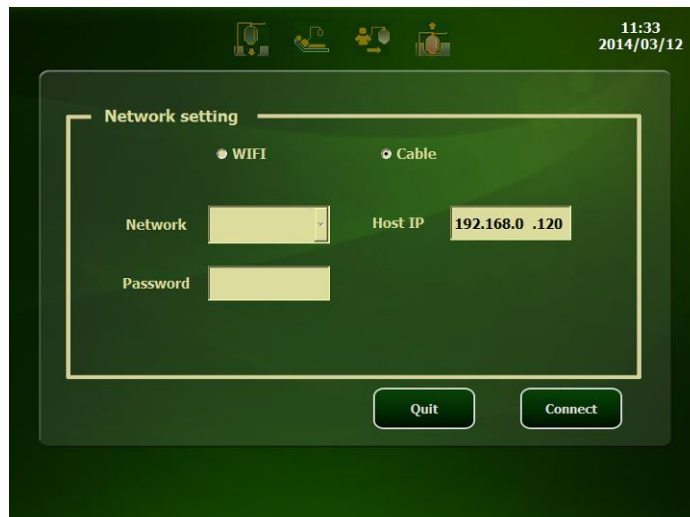 11:33
2014/03/12
Network setting
WIFI
Cable
Network
Host IP
192.168.0 .120
Password
Quit
Connect